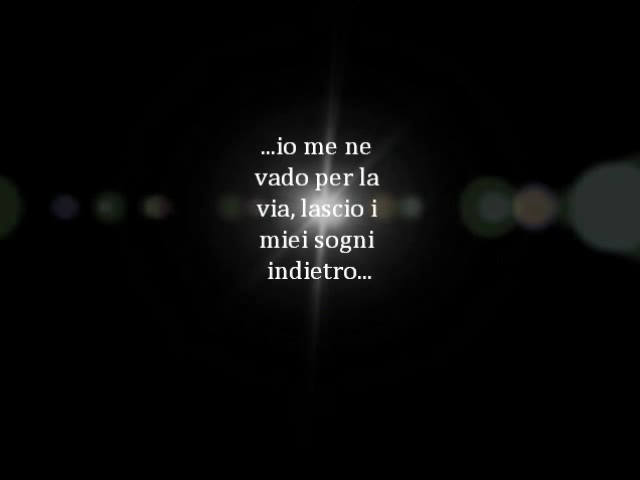 ...io me ne
vado per la
via, lascio i
miei sogni
indietro...